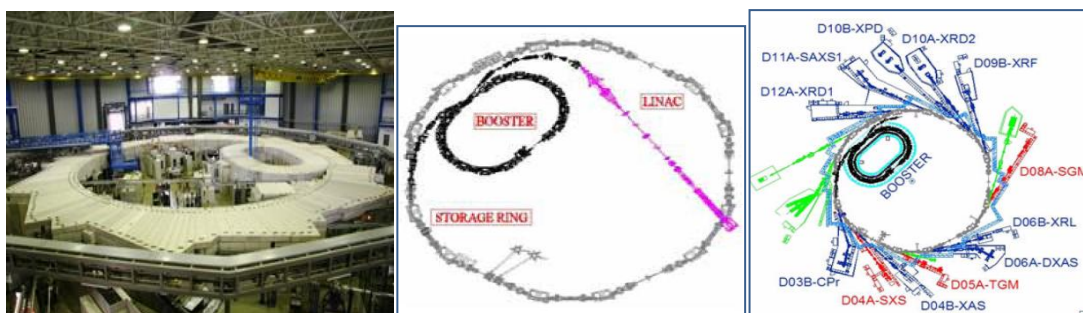 BOOSTER
LINAC
STORAGE RING
D10B-XPD
D10A-XRD2
D11A-SAXS1
D09B-XRF
D12A-XRD1
BOOSTER
D08A-SGM
D06B-XRL
D06A-DXAS
D03B-CPr
D05A-TGM
D04A-SXS
D04B-XAS